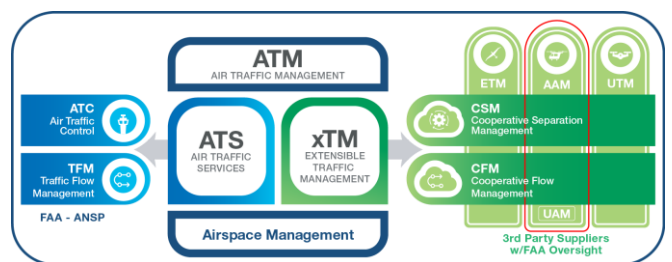 ATM
AIR TRAFFIC MANAGEMENT
ETM
AAM
UTM
ATC
Air Traffic
Control
TFM
Traffic Flow
Management
FAA - ANSP
ATS
AIR TRAFFIC
SERVICES
xTM
EXTENSIBLE
TRAFFIC
MANAGEMENT
CSM
Cooperative Separation
Management
CFM
Cooperative Flow
Management
UAM
Airspace Management
3rd Party Suppliers
w/FAA Oversight